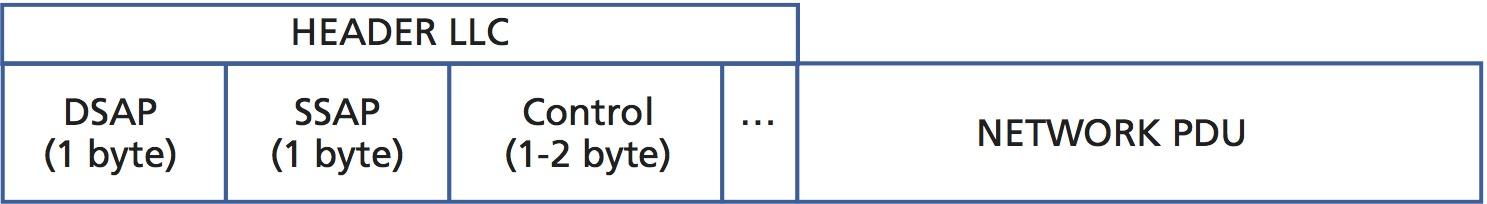 HEADER LLC
DSAP
(1 byte)
SSAP
(1 byte)
Control
(1-2 byte)
...
NETWORK PDU